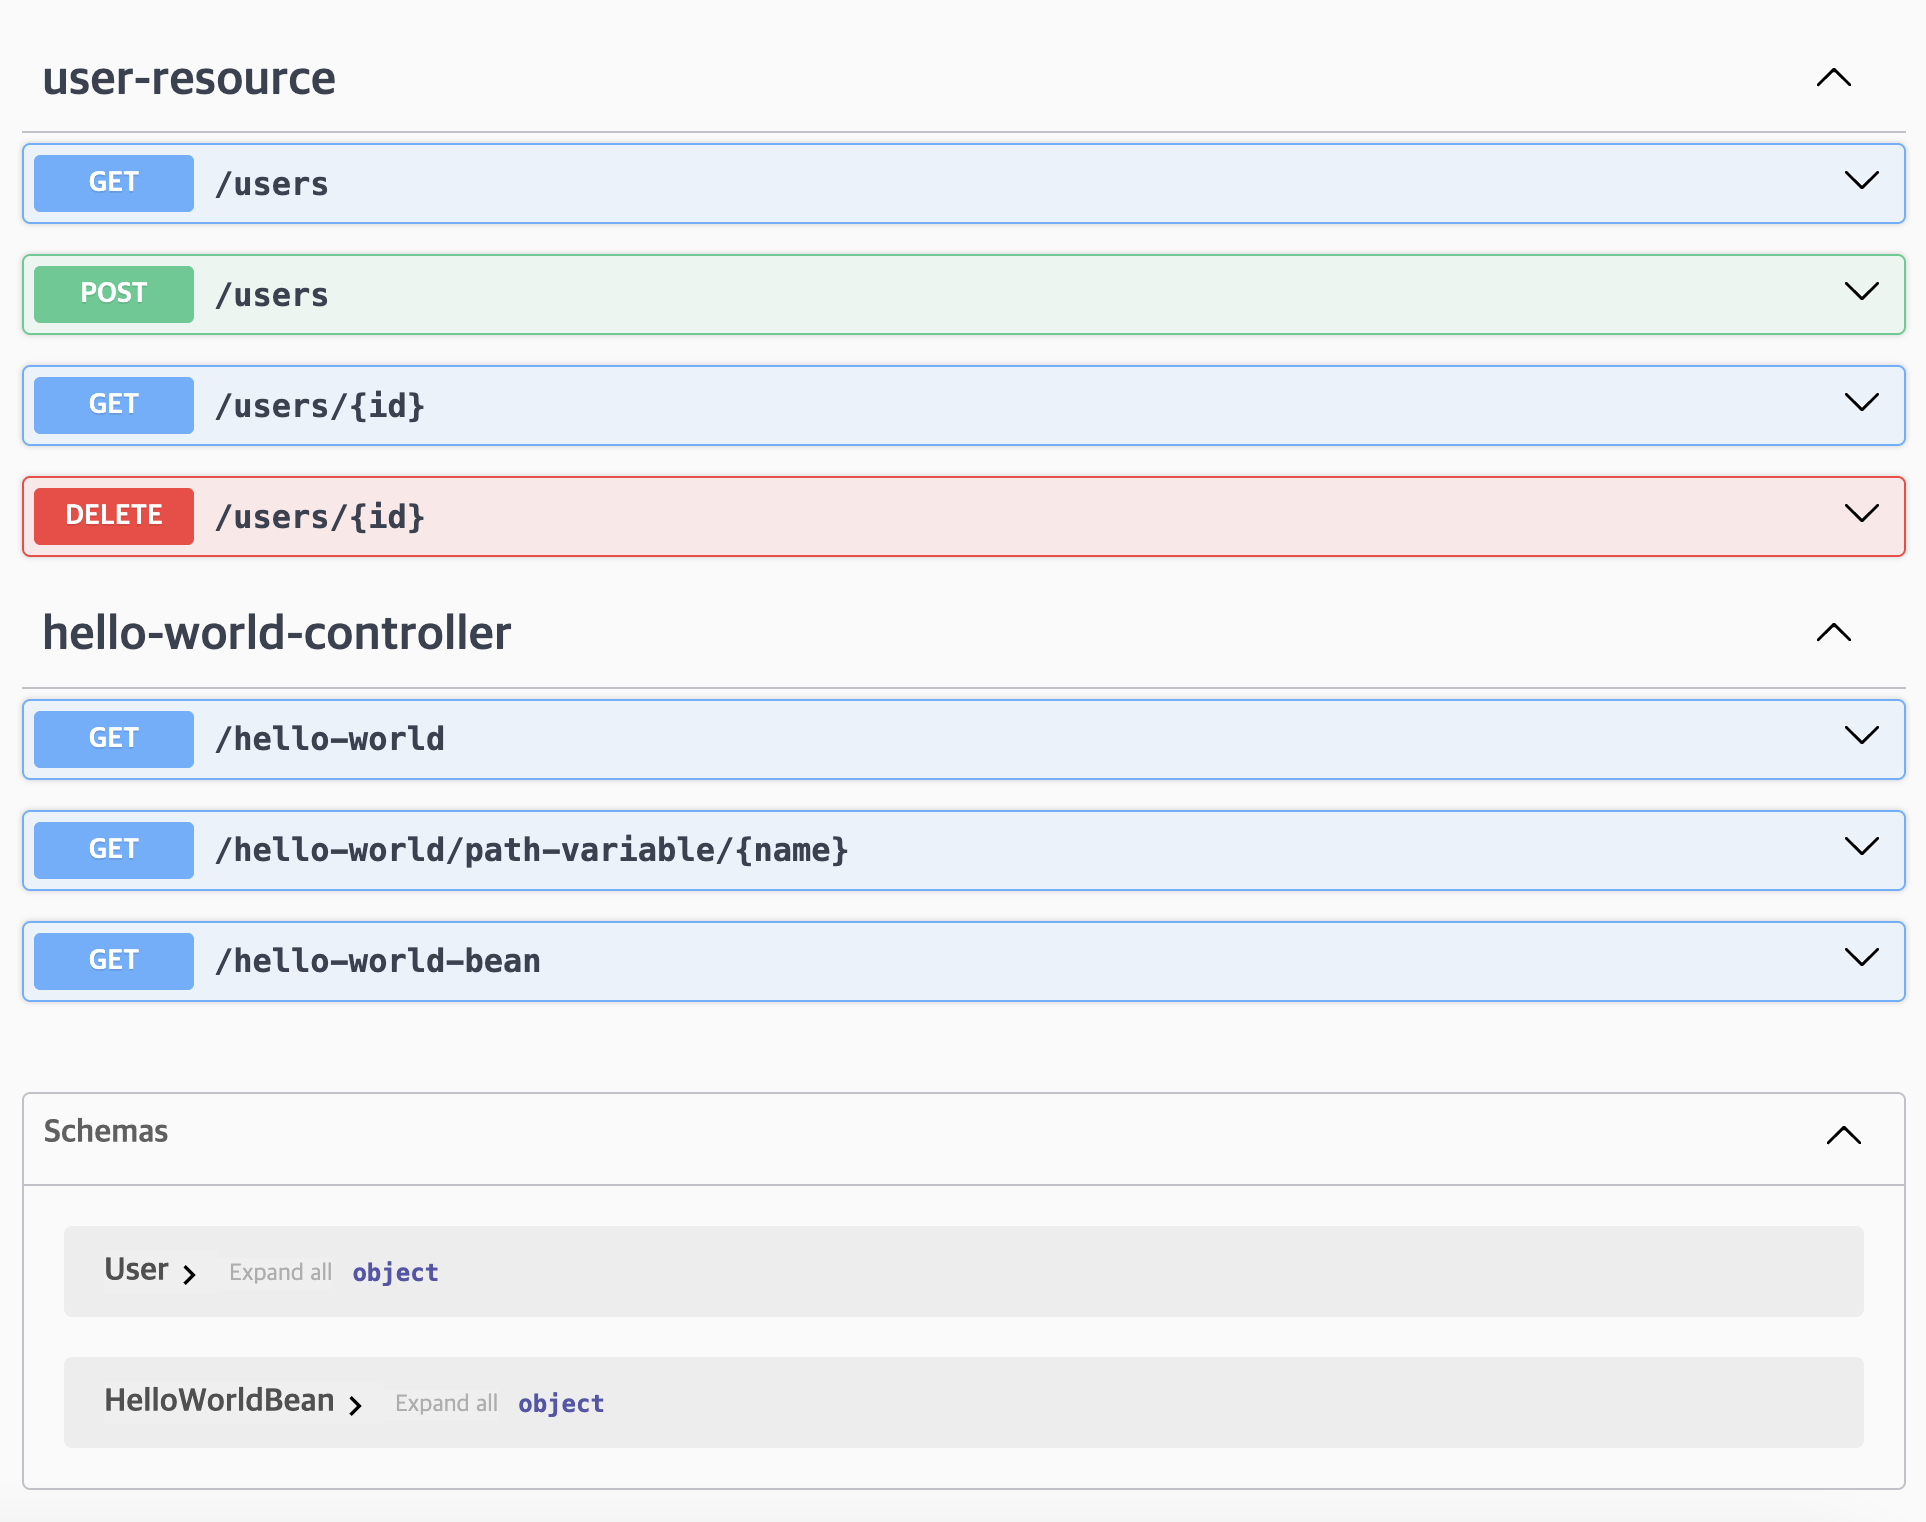 user-resource
GET /users
POST /users
GET /users/{id}
DELETE /users/{id}
hello-world-controller
GET /hello-world
GET /hello-world/path-variable/{name}
GET /hello-world-bean
Schemas
User Expand all object
HelloWorldBean Expand all object